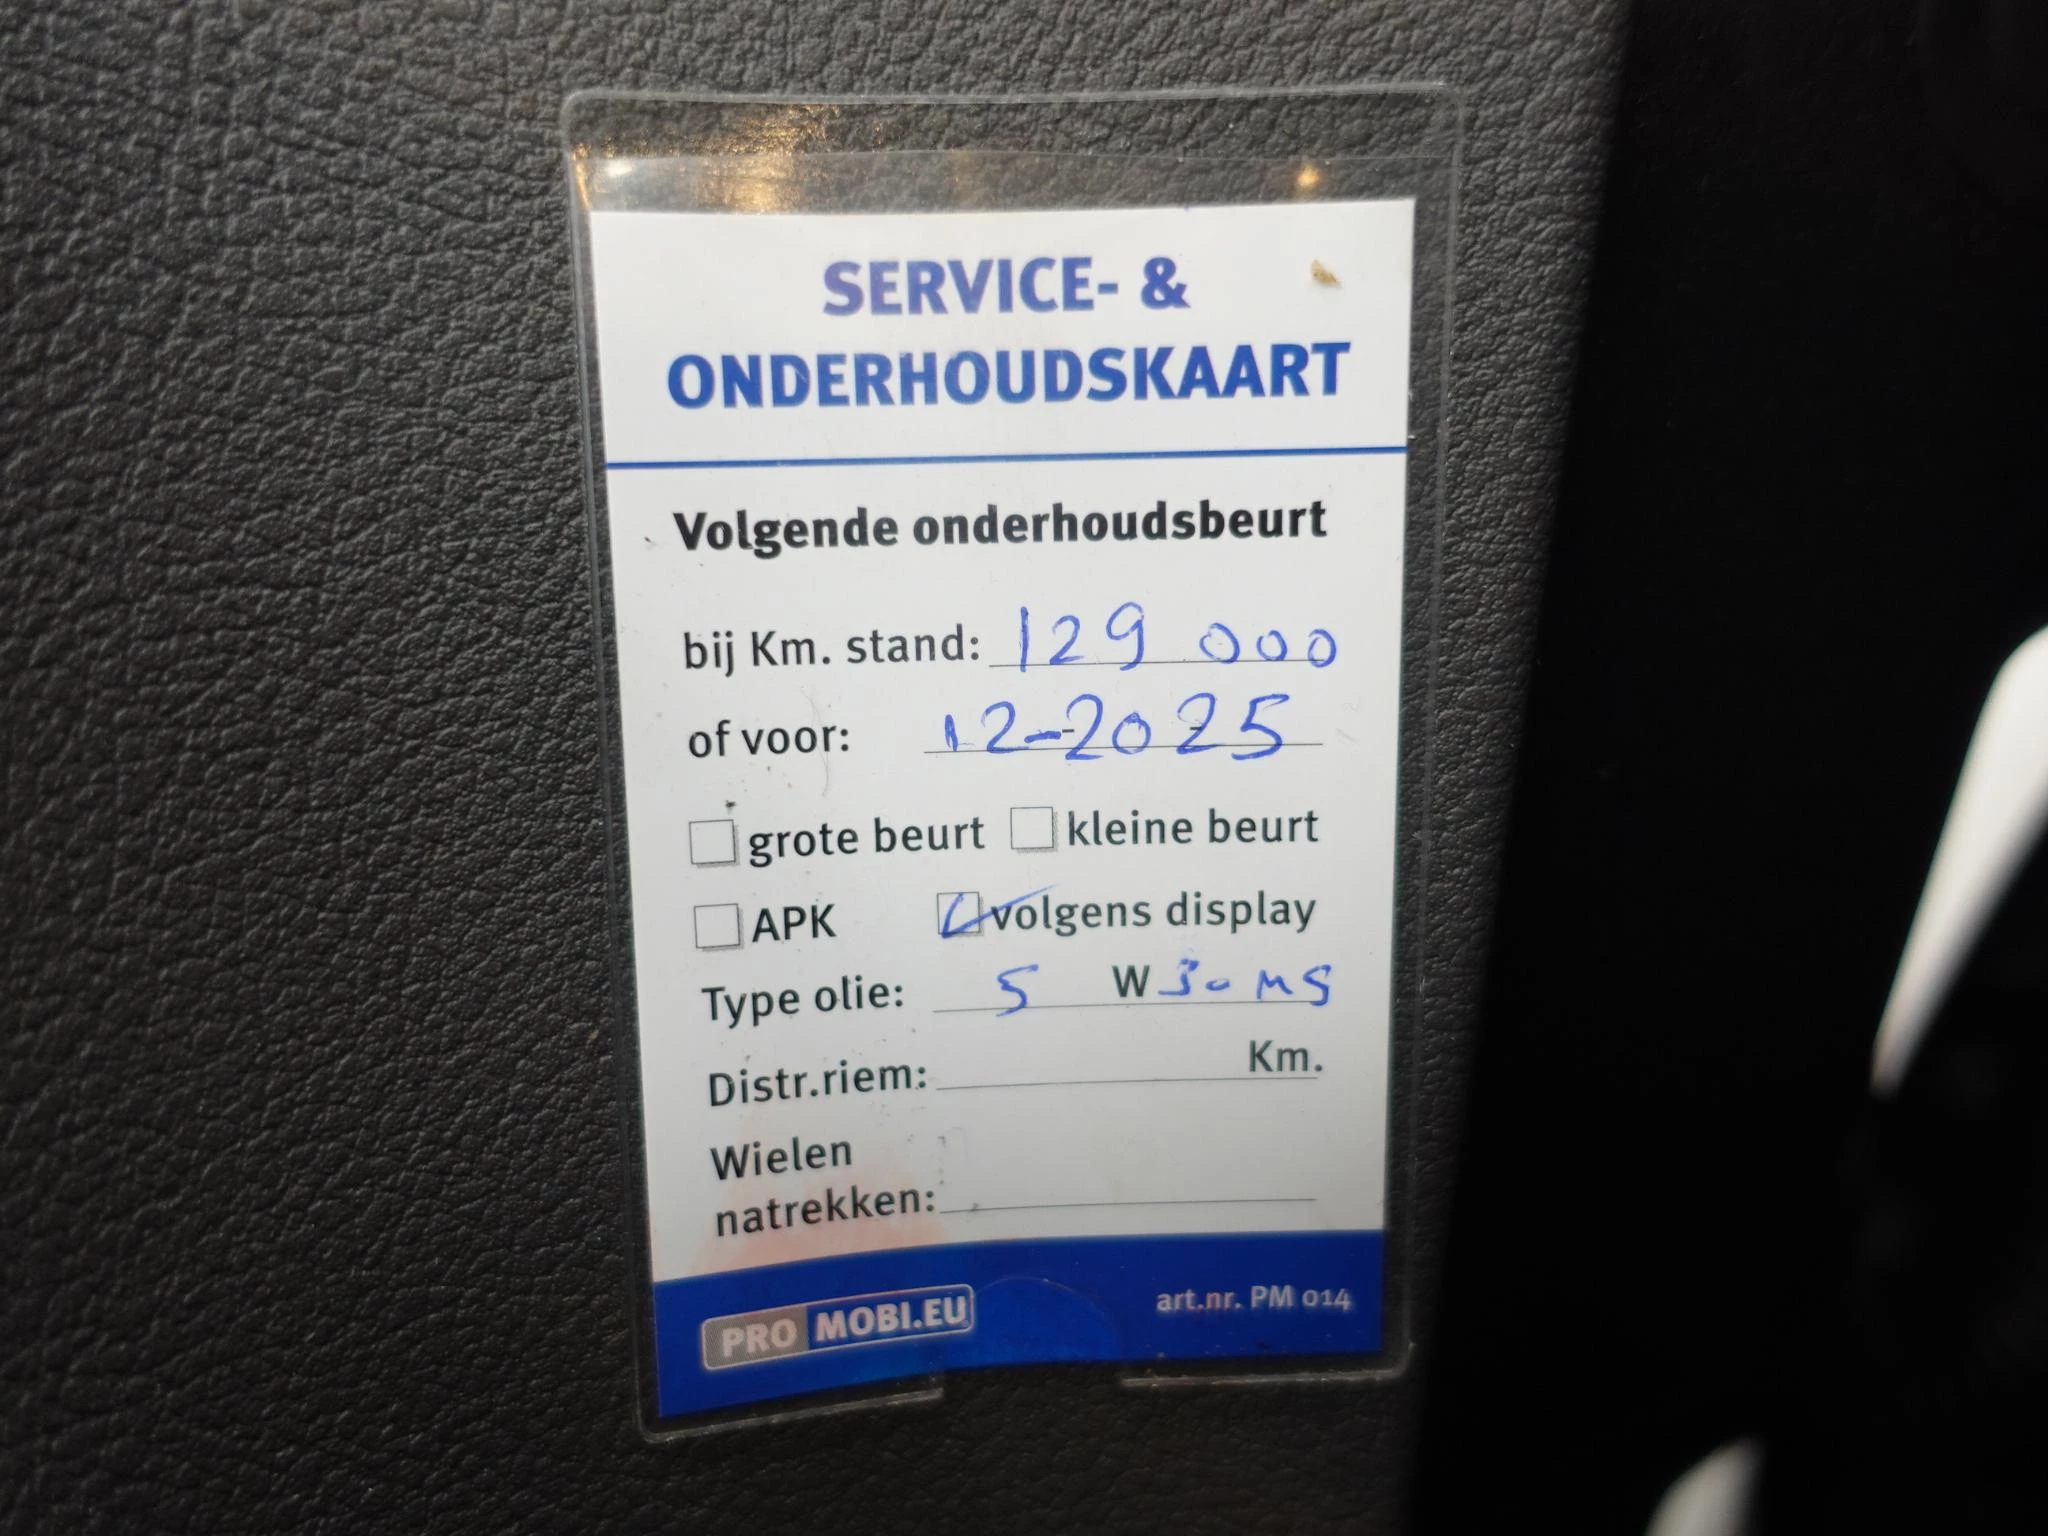 SERVICE- &
ONDERHOUDSKAART
Volgende onderhoudsbeurt
bij Km. stand: 129 000
of voor: 12-2025
grote beurt kleine beurt
APK volgens display
Type olie: 5 W 30 MS
Distr.riem: Km.
Wielen
natrekken:
PRO MOBI.EU art.nr. PM 014